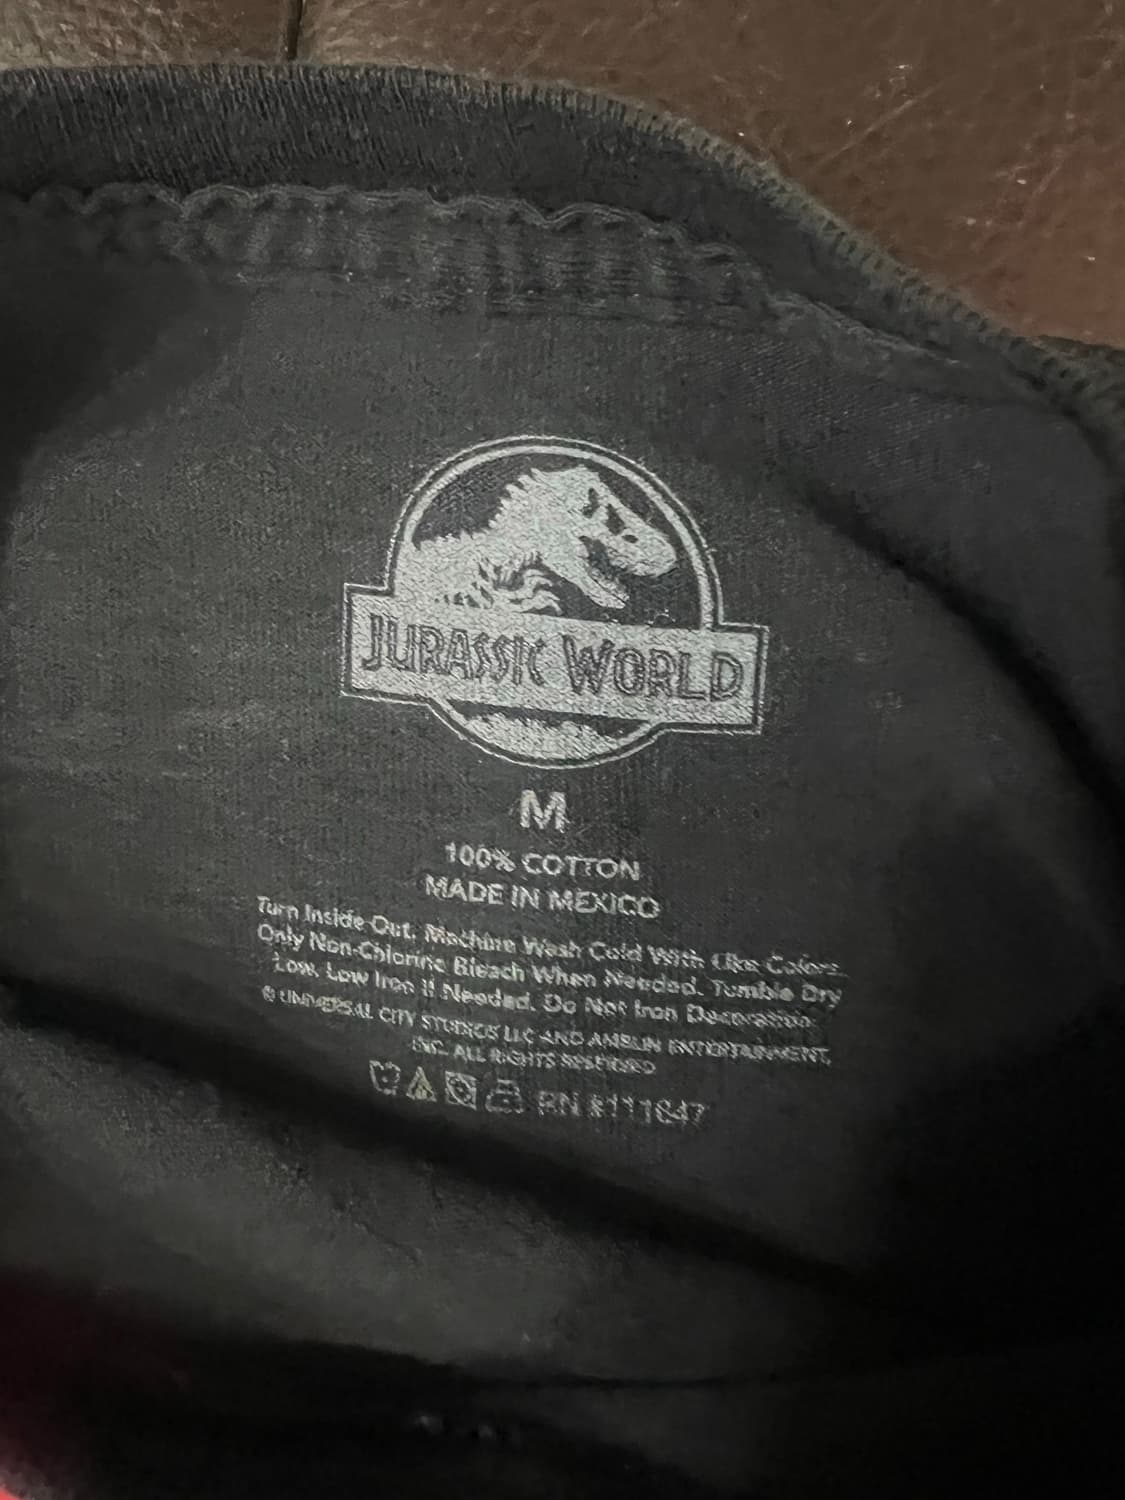 JURASSIC WORLD
M
100% COTTON
MADE IN MEXICO
Turn Inside Out. Machine Wash Cold With Like Colors.
Only Non-Chlorine Bleach When Needed. Tumble Dry
Low. Low Iron If Needed. Do Not Iron Decoration.
© UNIVERSAL CITY STUDIOS LLC AND AMBLIN ENTERTAINMENT,
INC. ALL RIGHTS RESERVED
RN